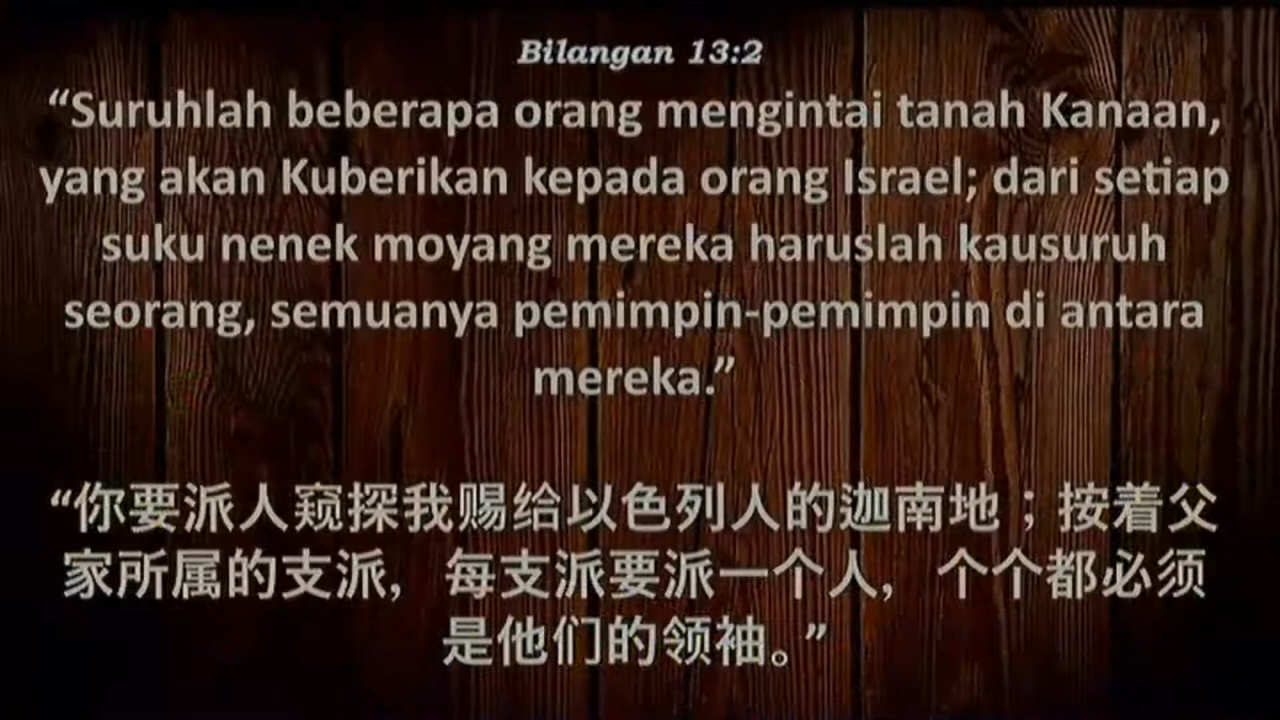 Bilangan 13:2
“Suruhlah beberapa orang mengintai tanah Kanaan,
yang akan Kuberikan kepada orang Israel; dari setiap
suku nenek moyang mereka haruslah kausuruh
seorang, semuanya pemimpin-pemimpin di antara
mereka.”
“你要派人窥探我赐给以色列人的迦南地；按着父
家所属的支派, 每支派要派一个人, 个个都必须
是他们的领袖。”